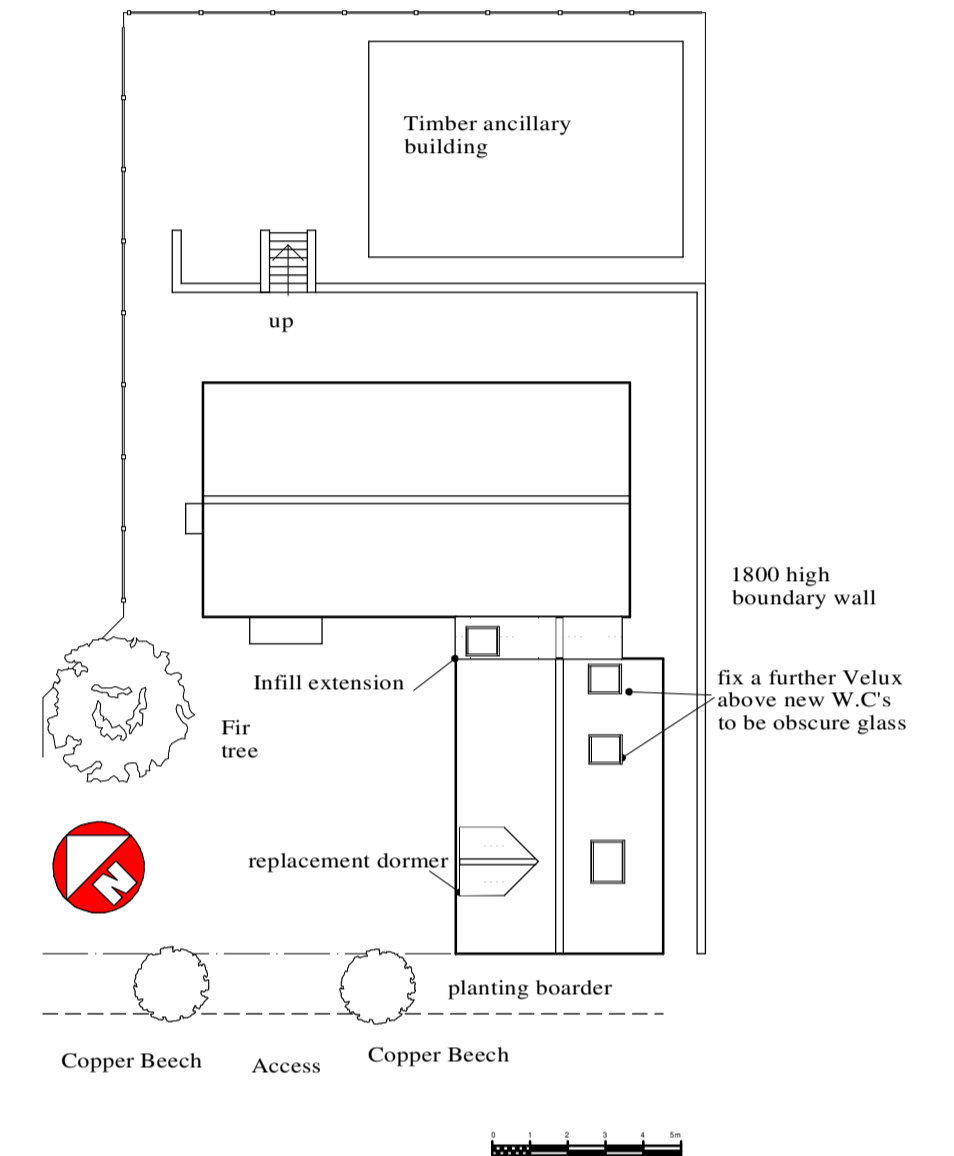 Timber ancillary
building
up
1800 high
boundary wall
Infill extension
fix a further Velux
above new W.C's
to be obscure glass
Fir
tree
replacement dormer
N
planting boarder
Copper Beech
Access
Copper Beech
0 1 2 3 4 5m